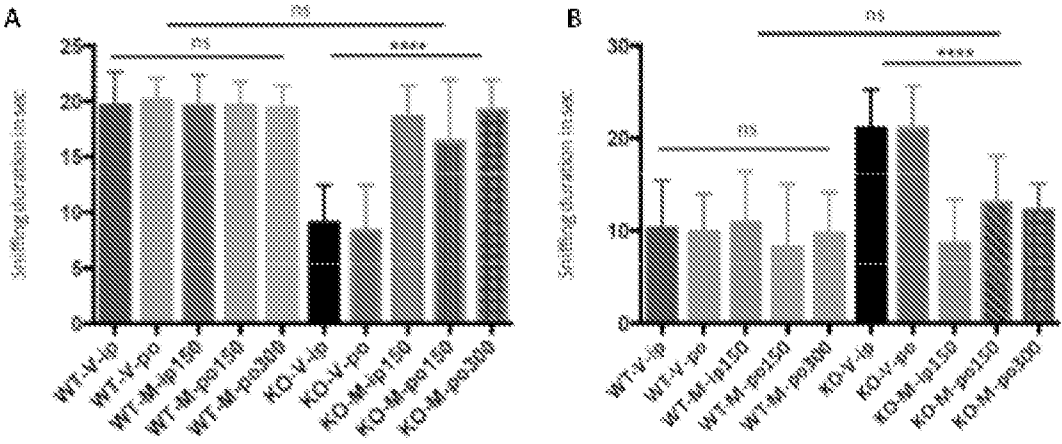 A
ns
ns
****
Sniffing duration in sec
25
20
15
10
5
0
WT-V-ip
WT-V-po
WT-M-ip150
WT-M-po150
WT-M-po300
KO-V-ip
KO-V-po
KO-M-ip150
KO-M-po150
KO-M-po300
B
ns
****
ns
Sniffing duration in sec
30
20
10
0
WT-V-ip
WT-V-po
WT-M-ip150
WT-M-po150
WT-M-po300
KO-V-ip
KO-V-po
KO-M-ip150
KO-M-po150
KO-M-po300